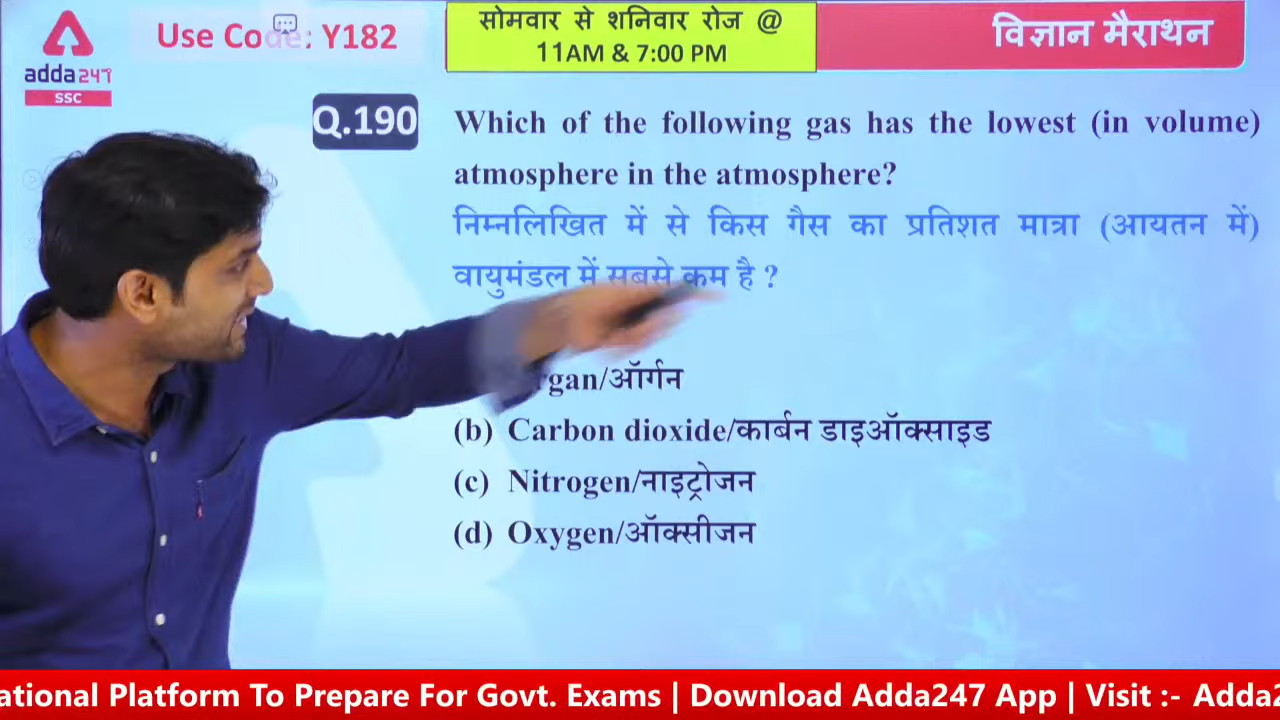 adda247
SSC
Use Code: Y182
सोमवार से शनिवार रोज @
11AM & 7:00 PM
विज्ञान मैराथन
Q.190
Which of the following gas has the lowest (in volume)
atmosphere in the atmosphere?
निम्नलिखित में से किस गैस का प्रतिशत मात्रा (आयतन में)
वायुमंडल में सबसे कम है ?
rgan/ऑर्गन
(b) Carbon dioxide/कार्बन डाइऑक्साइड
(c) Nitrogen/नाइट्रोजन
(d) Oxygen/ऑक्सीजन
ational Platform To Prepare For Govt. Exams | Download Adda247 App | Visit :- Adda2